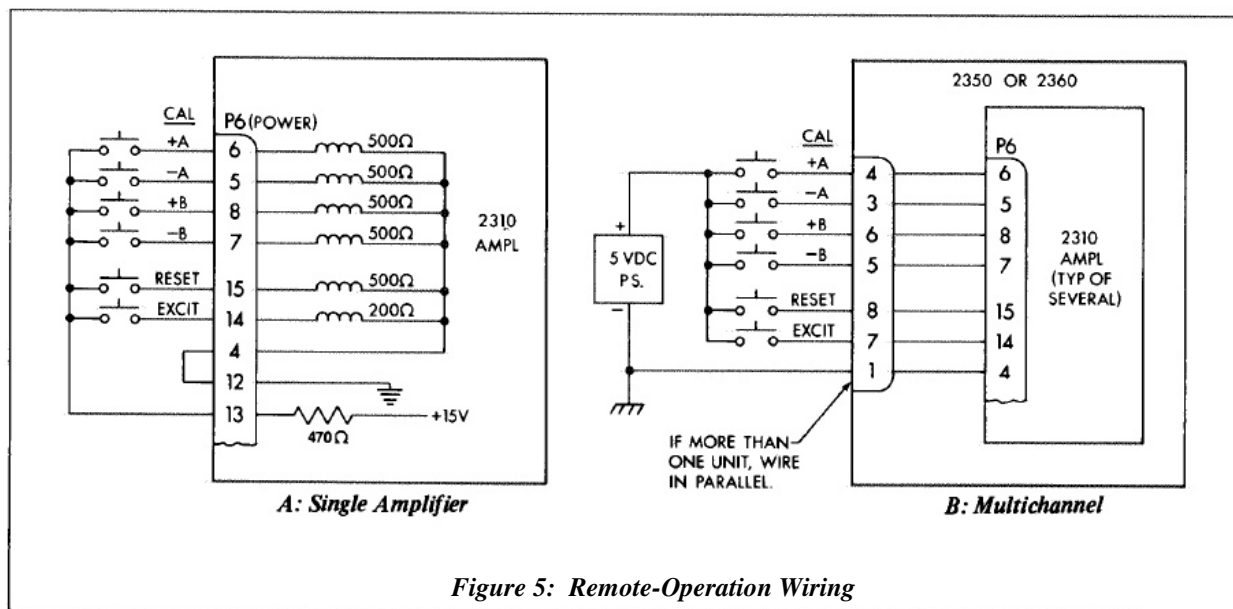 CAL
P6 (POWER)
+A
6
500Ω
−A
5
500Ω
+B
8
500Ω
−B
7
500Ω
RESET
15
500Ω
EXCIT
14
200Ω
4
12
13
470Ω
+15V
2310
AMPL
A: Single Amplifier
2350 OR 2360
CAL
P6
+A
4
6
−A
3
5
+B
6
8
−B
5
7
RESET
8
15
EXCIT
7
14
1
4
+
5 VDC
P.S.
−
2310
AMPL
(TYP OF
SEVERAL)
IF MORE THAN
ONE UNIT, WIRE
IN PARALLEL.
B: Multichannel
Figure 5: Remote-Operation Wiring